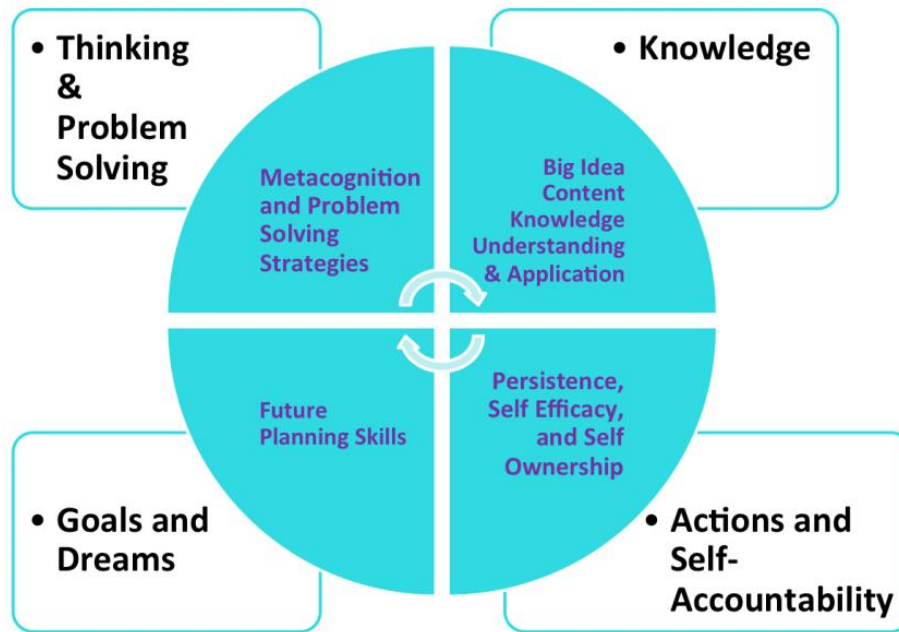 • Thinking
&
Problem
Solving
• Knowledge
Metacognition
and Problem
Solving
Strategies
Big Idea
Content
Knowledge
Understanding
& Application
Future
Planning Skills
Persistence,
Self Efficacy,
and Self
Ownership
• Goals and
Dreams
• Actions and
Self-
Accountability